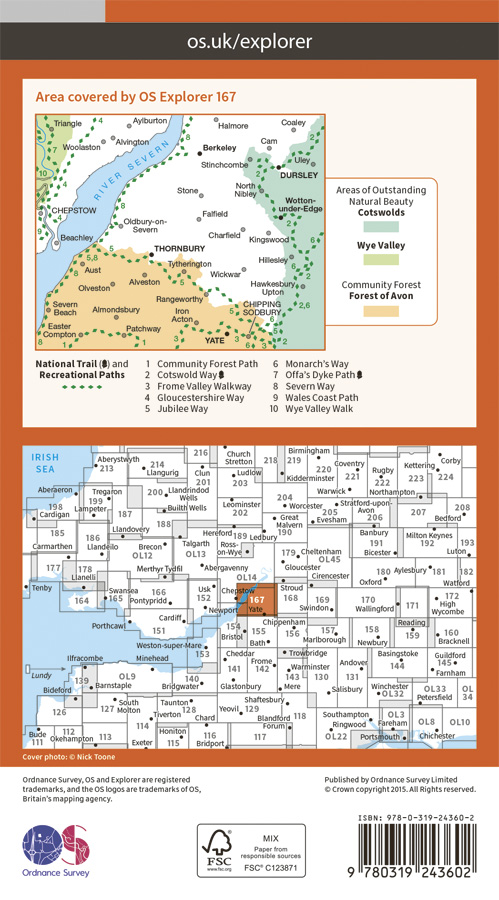 os.uk/explorer
Area covered by OS Explorer 167
Triangle
4
Aylburton
Halmore
Coaley
Woolaston
Alvington
Berkeley
Cam
Stinchcombe
Uley
DURSLEY
RIVER SEVERN
Stone
North
Nibley
Wotton-
under-Edge
CHEPSTOW
Oldbury-on-
Severn
Falfield
Charfield
Kingswood
Beachley
THORNBURY
Hillesley
Aust
Tytherington
Wickwar
Hawkesbury
Upton
Olveston
Alveston
Rangeworthy
CHIPPING
SODBURY
Severn
Beach
Almondsbury
Iron
Acton
Easter
Compton
Patchway
YATE
Areas of Outstanding
Natural Beauty
Cotswolds
Wye Valley
Community Forest
Forest of Avon
National Trail ( ) and
Recreational Paths
1 Community Forest Path
2 Cotswold Way
3 Frome Valley Walkway
4 Gloucestershire Way
5 Jubilee Way
6 Monarch's Way
7 Offa's Dyke Path
8 Severn Way
9 Wales Coast Path
10 Wye Valley Walk
IRISH
SEA
Aberystwyth
213
214
Llangurig
216
Clun
201
Church
Stretton
Ludlow
203
218
219
Birmingham
220
Kidderminster
Coventry
221
Rugby
222
Kettering
223
Corby
224
Aberaeron
198
Cardigan
Tregaron
199
Lampeter
187
200
Llandrindod
Wells
Builth Wells
188
Leominster
202
204
Worcester
Warwick
205
Evesham
Stratford-upon-
Avon
206
Northampton
207
208
Bedford
185
Carmarthen
186
Llandeilo
Llandovery
Brecon
OL12
Talgarth
OL13
Hereford
189
Ross-
on-Wye
Ledbury
Great
Malvern
190
Banbury
191
Bicester
Milton Keynes
192
193
Luton
177
178
Llanelli
164
Merthyr Tydfil
Abergavenny
OL14
179
Gloucester
Cheltenham
OL45
Cirencester
180
Oxford
Aylesbury
181
182
Watford
Tenby
Swansea
165
166
Pontypridd
Usk
152
Newport
Chepstow
167
Yate
Stroud
168
169
Swindon
170
Wallingford
171
172
High
Wycombe
Porthcawl
Cardiff
151
154
Bristol
155
Bath
Chippenham
156
157
Marlborough
158
Newbury
Reading
159
160
Bracknell
Weston-super-Mare
153
Ilfracombe
Minehead
Cheddar
141
Frome
142
Trowbridge
143
Warminster
130
Andover
131
Basingstoke
144
Guildford
145
Farnham
Lundy
139
Bideford
Barnstaple
OL9
140
Bridgwater
Glastonbury
Mere
Salisbury
Winchester
OL32
OL33
Petersfield
OL
34
126
127
South
Molton
Taunton
128
Tiverton
Yeovil
129
Shaftesbury
118
Blandford
Forum
Southampton
Ringwood
OL22
OL3
Fareham
Portsmouth
OL8
Chichester
OL10
Bude
111
112
Okehampton
113
114
Exeter
Honiton
115
Chard
116
Bridport
117
Cover photo: © Nick Toone
Ordnance Survey, OS and Explorer are registered
trademarks, and the OS logos are trademarks of OS,
Britain's mapping agency.
Published by Ordnance Survey Limited
© Crown copyright 2015. All Rights reserved.
Ordnance Survey
FSC
www.fsc.org
MIX
Paper from
responsible sources
FSC® C123871
ISBN: 978-0-319-24360-2
9 780319 243602